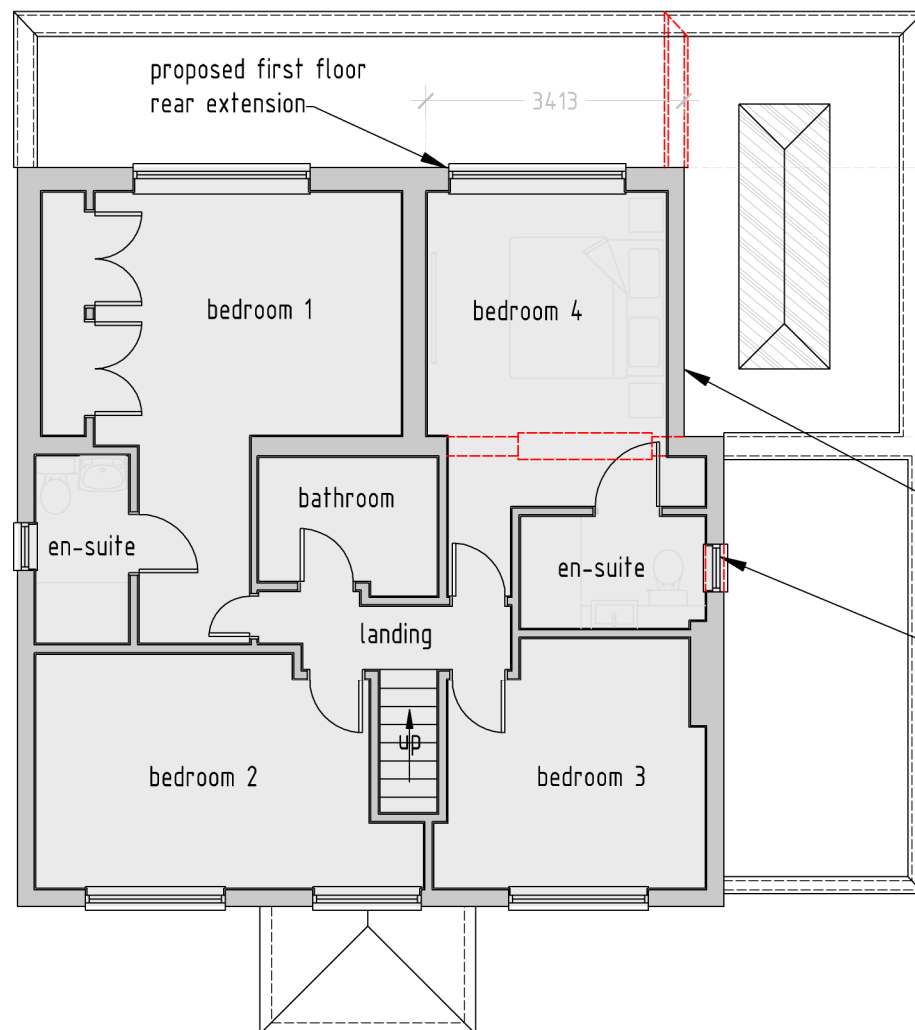 proposed first floor
rear extension
3413
bedroom 1
bedroom 4
bathroom
en-suite
en-suite
landing
up
bedroom 2
bedroom 3